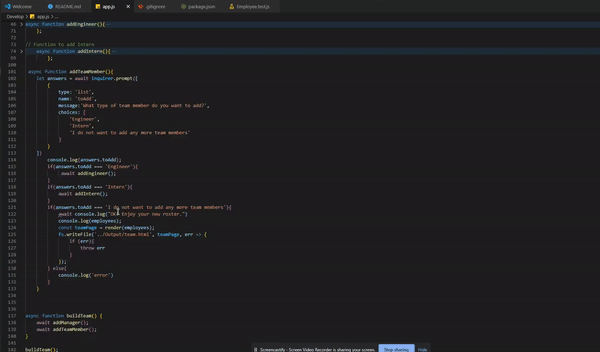 Welcome README.md app.js × .gitignore package.json Employee.test.js
Develop > app.js > ...
46 > async function addEngineer(){···
71 };
72
73 // Function to add Intern
74 > async function addIntern(){···
99 };
100
101 async function addTeamMember(){
102 let answers = await inquirer.prompt([
103 {
104 type: 'list',
105 name: 'toAdd',
106 message:'What type of team member do you want to add?',
107 choices: [
108 'Engineer',
109 'Intern',
110 'I do not want to add any more team members'
111 ]
112 }
113 ])
114 console.log(answers.toAdd);
115 if(answers.toAdd === 'Engineer'){
116 await addEngineer();
117 }
118 if(answers.toAdd === 'Intern'){
119 await addIntern();
120 }
121 if(answers.toAdd === 'I do not want to add any more team members'){
122 await console.log("OK! Enjoy your new roster.")
123 console.log(employees);
124 const teamPage = render(employees);
125 fs.writeFile('../Output/team.html', teamPage, err => {
126 if (err){
127 throw err
128 }
129 });
130 } else{
131 console.log('error')
132 }
133 }
134
135
136
137 async function buildTeam() {
138 await addManager();
139 await addTeamMember();
140 }
141
142 buildTeam();
Screencastify - Screen Video Recorder is sharing your screen. Stop sharing Hide